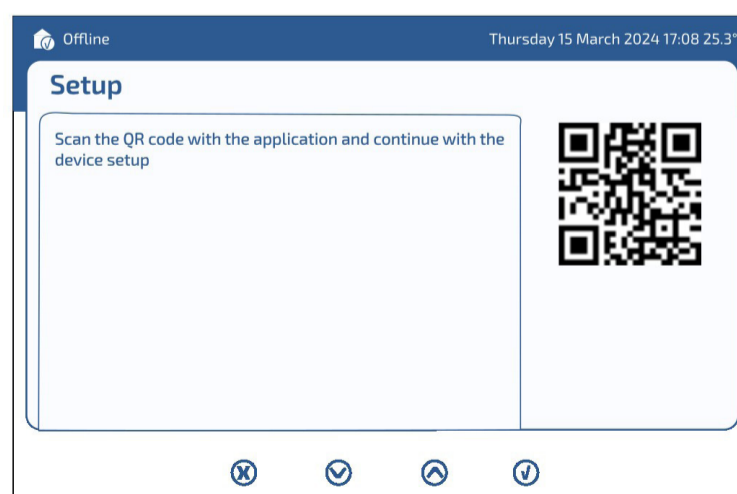 Offline
Thursday 15 March 2024 17:08 25.3°
Setup
Scan the QR code with the application and continue with the
device setup